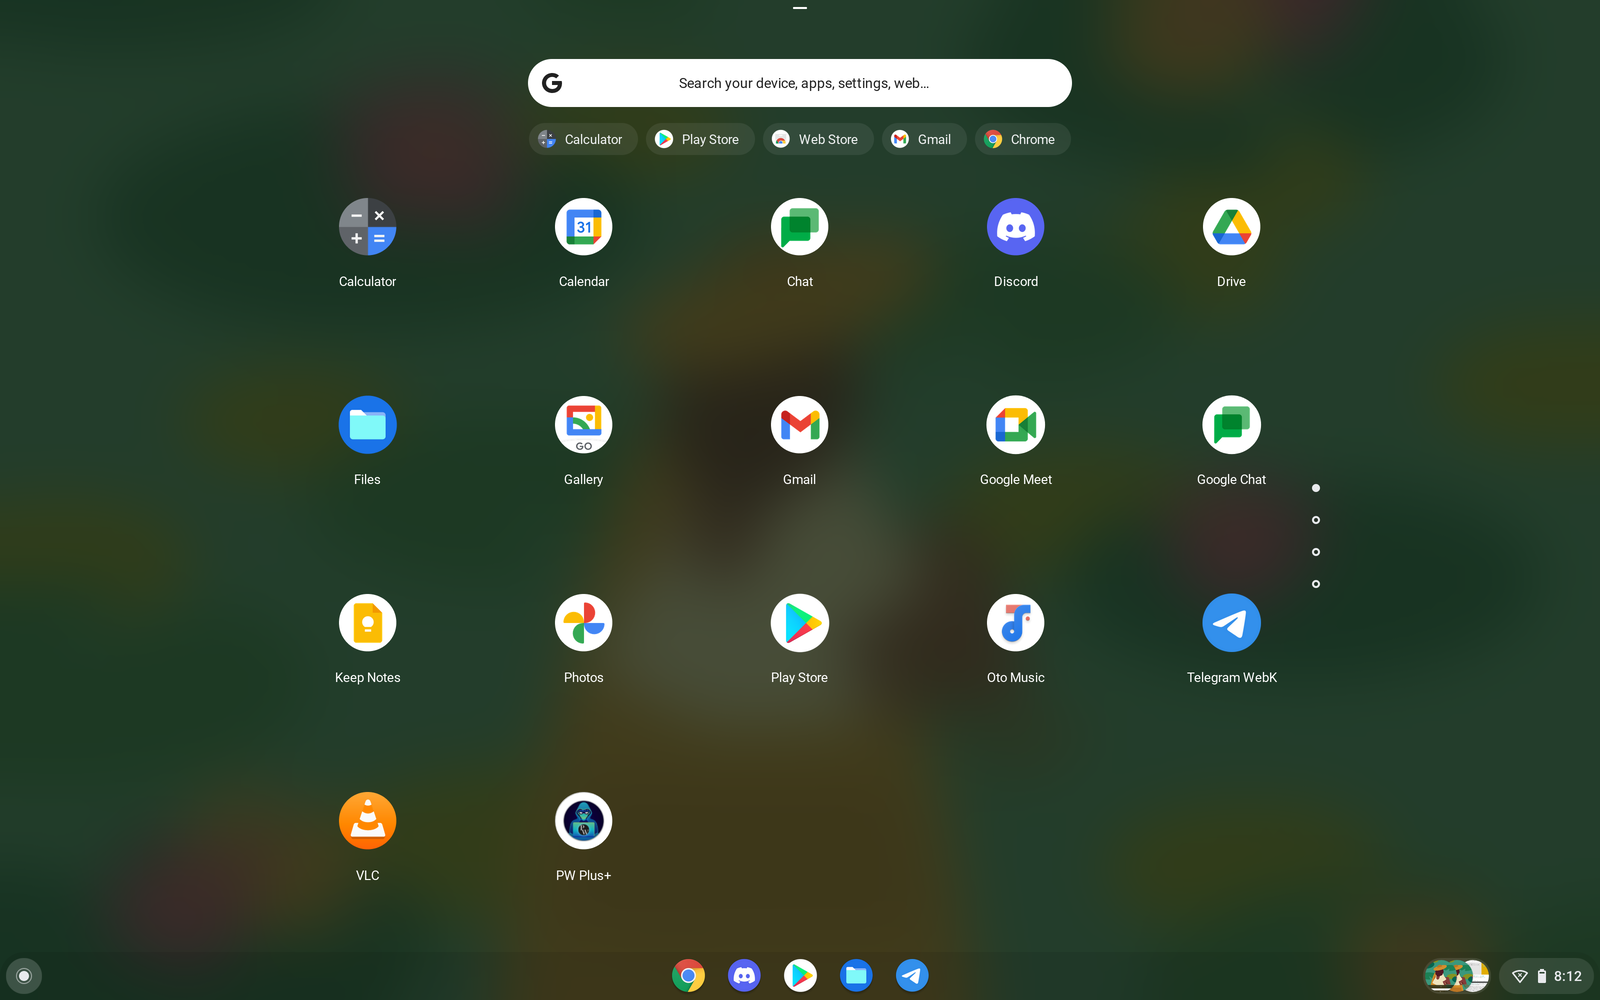 Search your device, apps, settings, web...
Calculator Play Store Web Store Gmail Chrome
31
Calculator Calendar Chat Discord Drive
GO
Files Gallery Gmail Google Meet Google Chat
Keep Notes Photos Play Store Oto Music Telegram WebK
VLC PW Plus+
8:12